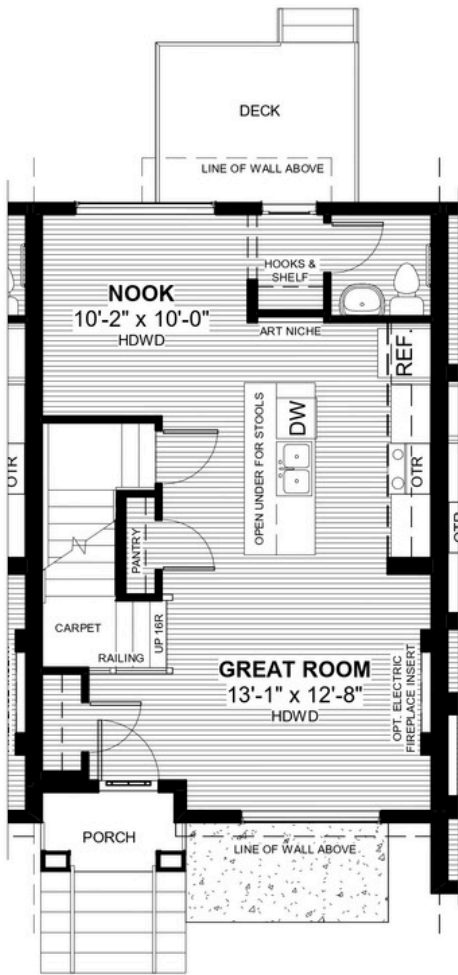 DECK
LINE OF WALL ABOVE
HOOKS &
SHELF
NOOK
10'-2" x 10'-0"
HDWD
ART NICHE
REF.
DW
OPEN UNDER FOR STOOLS
OTR
OTR
OTR
PANTRY
CARPET
RAILING
UP 16R
GREAT ROOM
13'-1" x 12'-8"
HDWD
OPT. ELECTRIC
FIREPLACE INSERT
PORCH
LINE OF WALL ABOVE